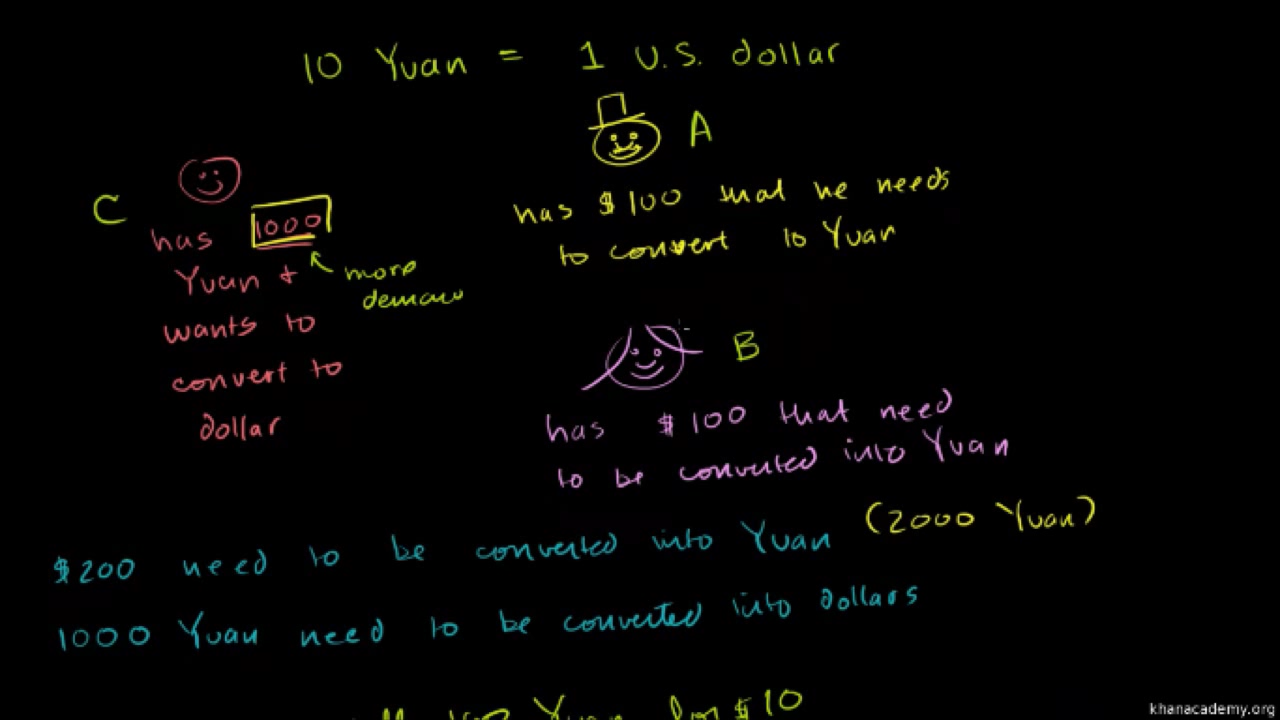 10 Yuan = 1 U.S. dollar
A
has $100 that he needs
to convert to Yuan
C
has 1000
Yuan +
wants to
convert to
dollar
more
deman
B
has $100 that need
to be converted into Yuan
$200 need to be converted into Yuan (2000 Yuan)
1000 Yuan need to be converted into dollars
Yuan for $10
khanacademy.org